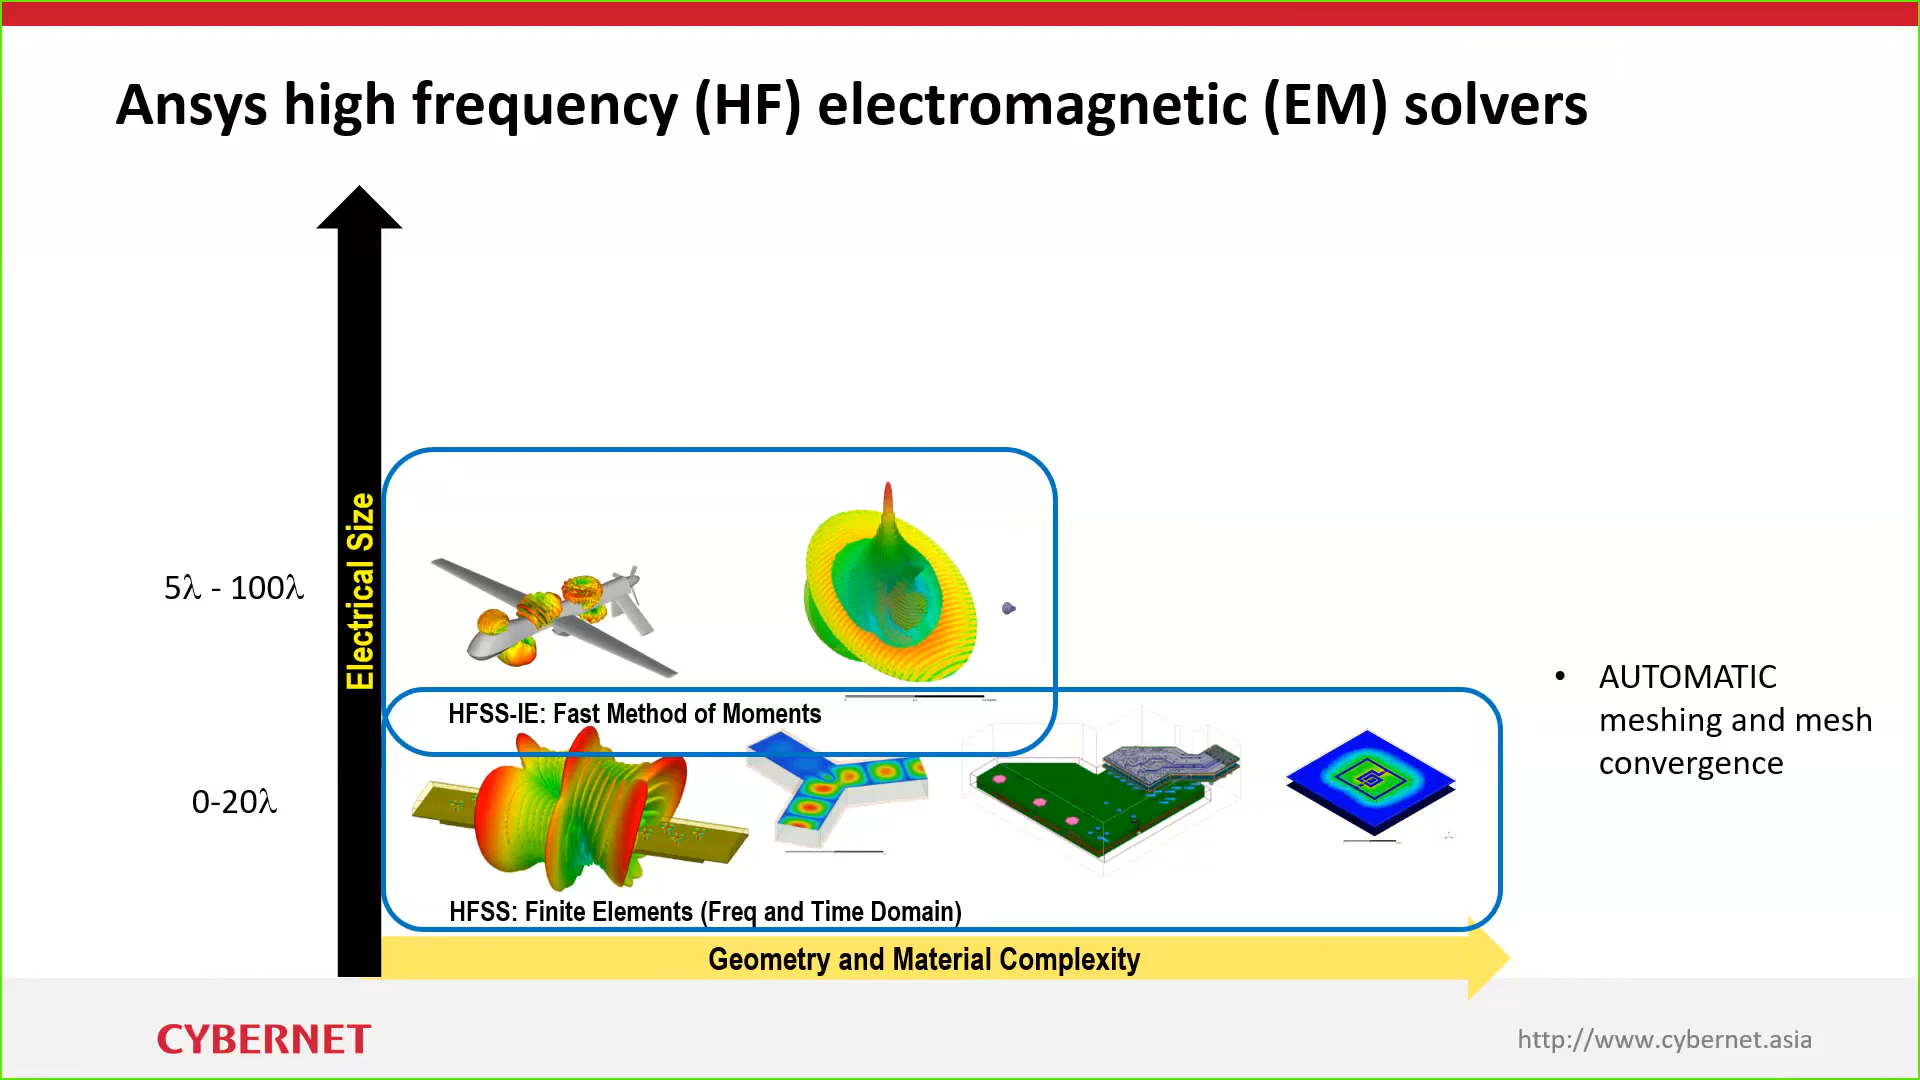 Ansys high frequency (HF) electromagnetic (EM) solvers
Electrical Size
5λ - 100λ
HFSS-IE: Fast Method of Moments
• AUTOMATIC
meshing and mesh
convergence
0-20λ
HFSS: Finite Elements (Freq and Time Domain)
Geometry and Material Complexity
CYBERNET
http://www.cybernet.asia